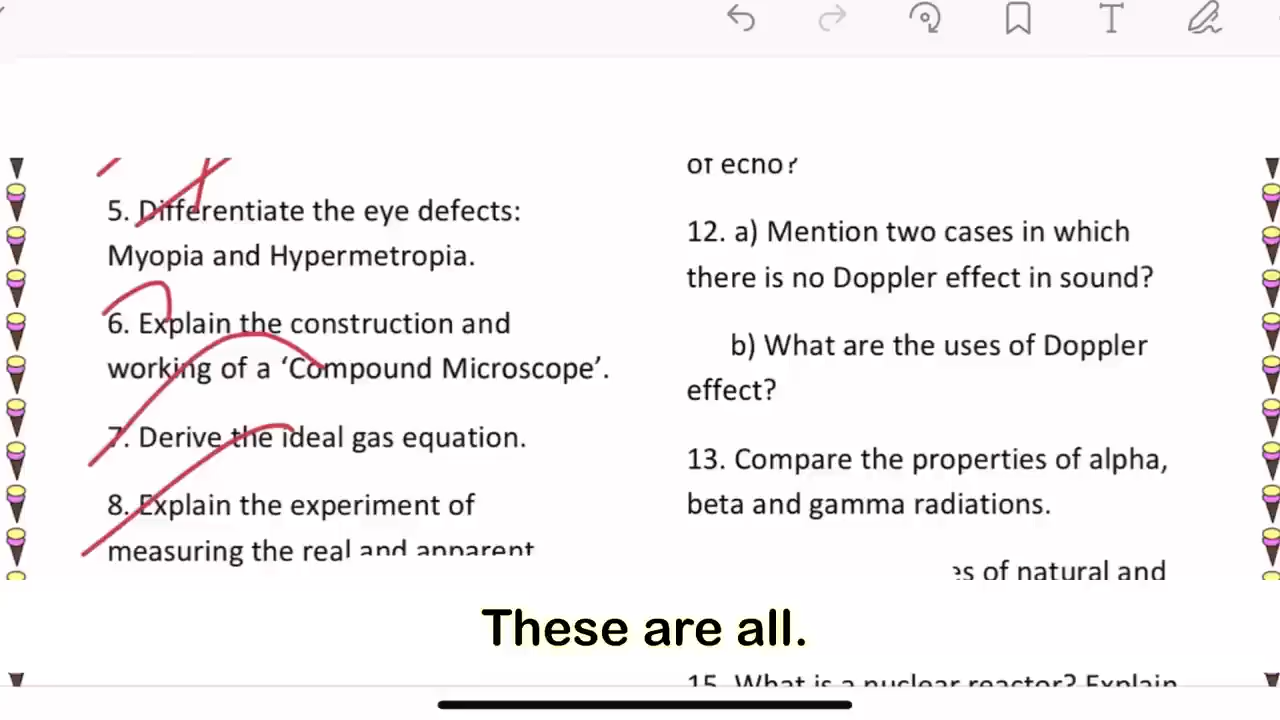 5. Differentiate the eye defects:
Myopia and Hypermetropia.
6. Explain the construction and
working of a ‘Compound Microscope’.
7. Derive the ideal gas equation.
8. Explain the experiment of
measuring the real and apparent
of echo?
12. a) Mention two cases in which
there is no Doppler effect in sound?
b) What are the uses of Doppler
effect?
13. Compare the properties of alpha,
beta and gamma radiations.
of natural and
15. What is a nuclear reactor? Explain
These are all.